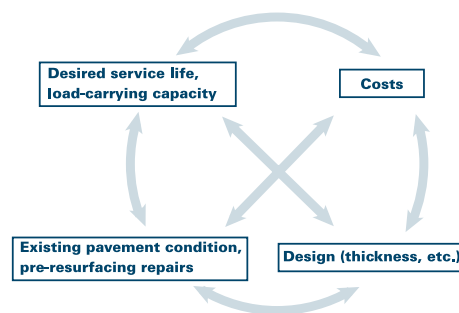 Desired service life,
load-carrying capacity
Costs
Existing pavement condition,
pre-resurfacing repairs
Design (thickness, etc.)